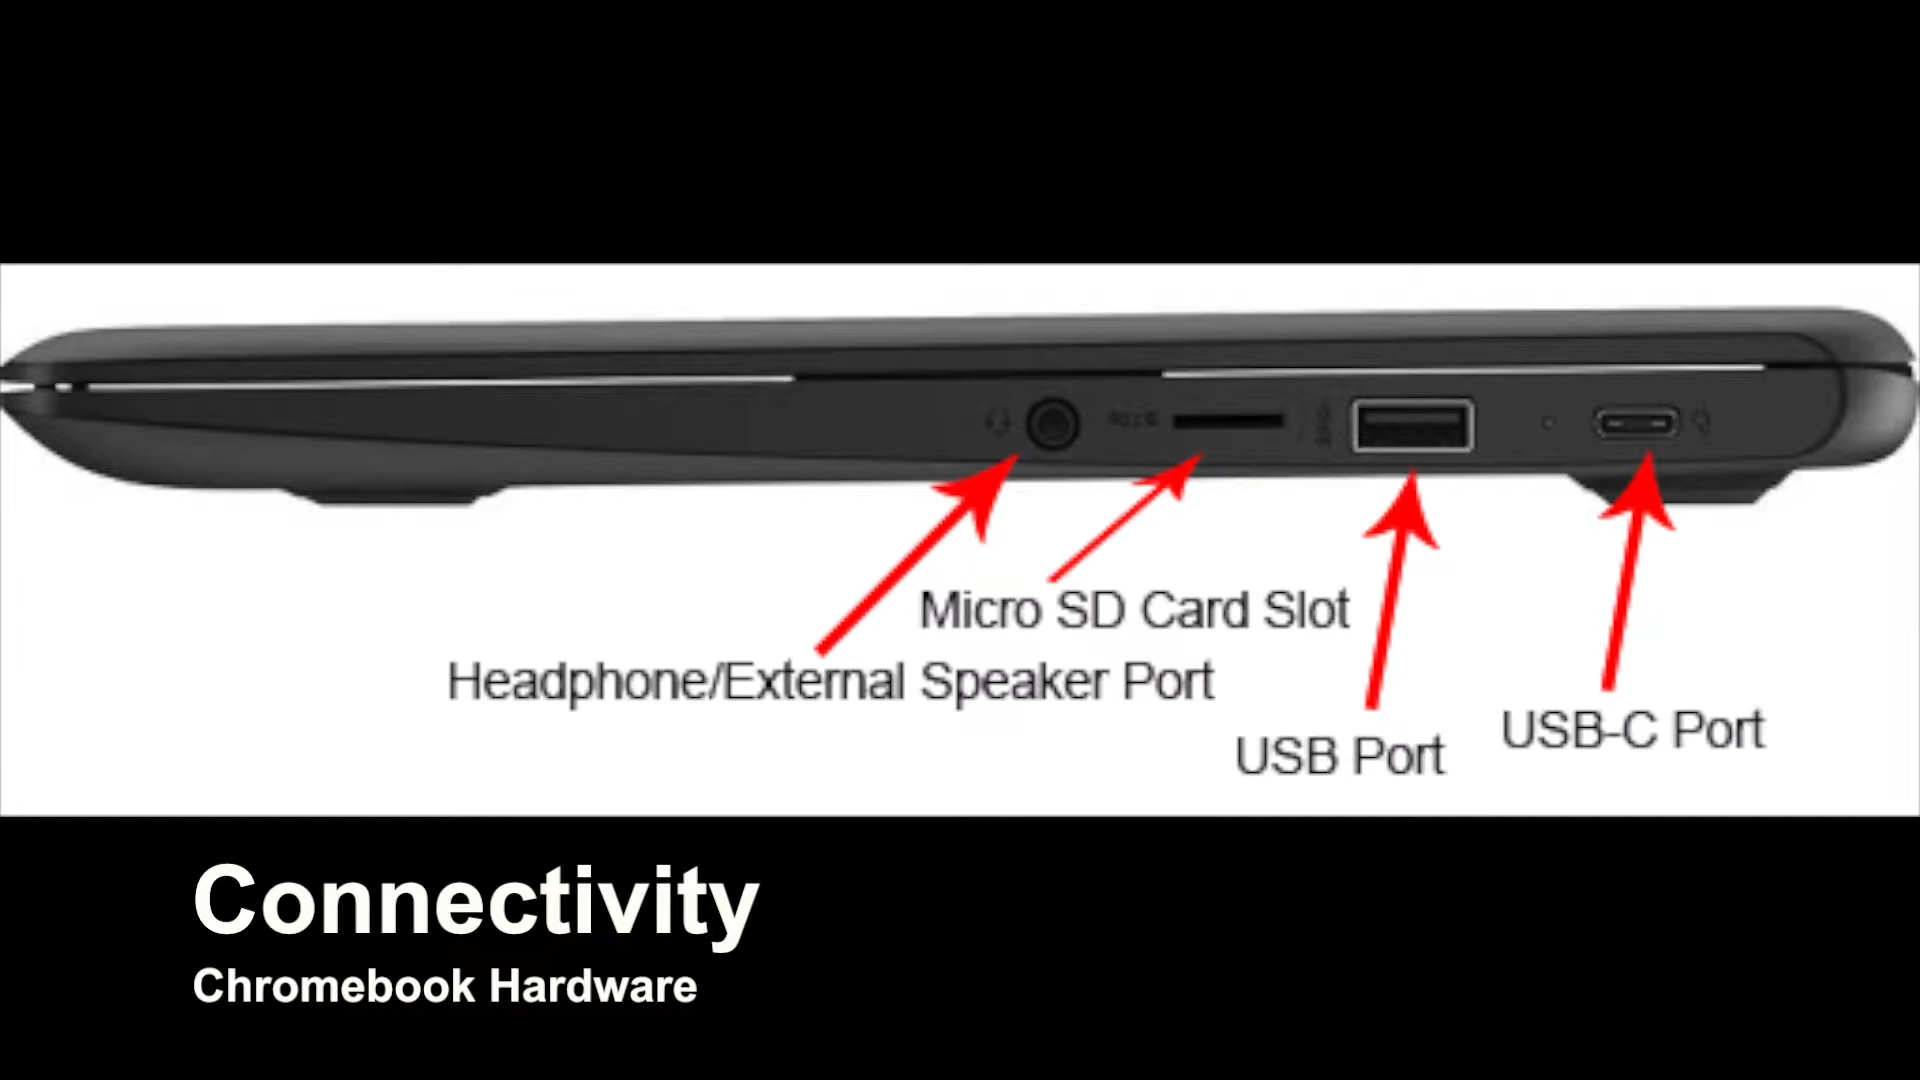 Micro SD Card Slot
Headphone/External Speaker Port
USB-C Port
USB Port
Connectivity
Chromebook Hardware